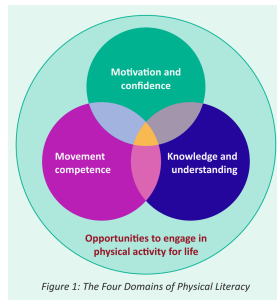 Motivation and
confidence
Movement
competence
Knowledge and
understanding
Opportunities to engage in
physical activity for life
Figure 1: The Four Domains of Physical Literacy